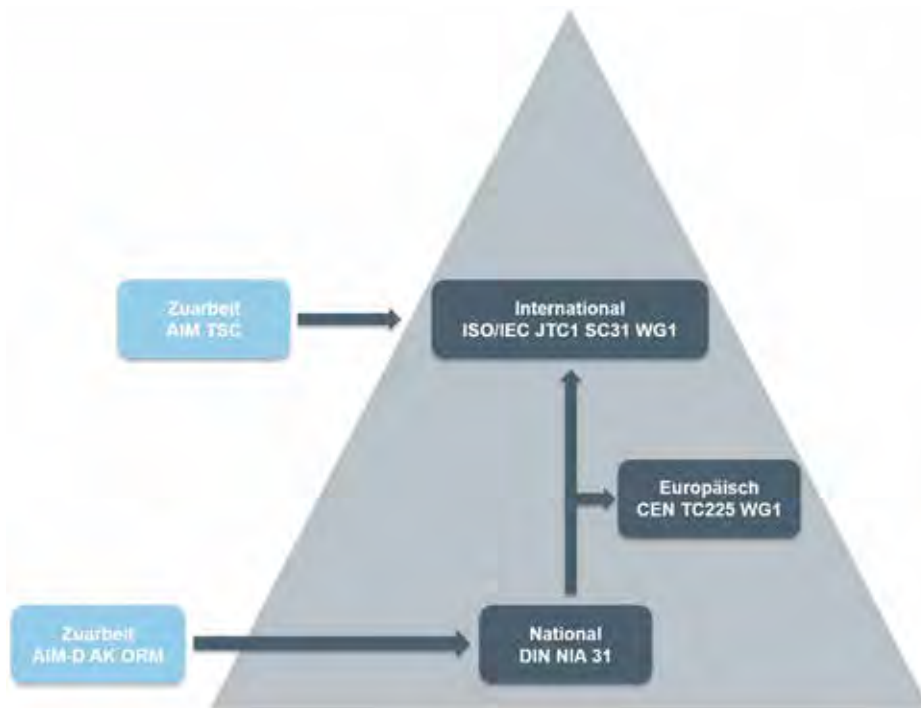 Zuarbeit
AIM TSC
International
ISO/IEC JTC1 SC31 WG1
Europäisch
CEN TC225 WG1
Zuarbeit
AIM-D AK ORM
National
DIN NIA 31